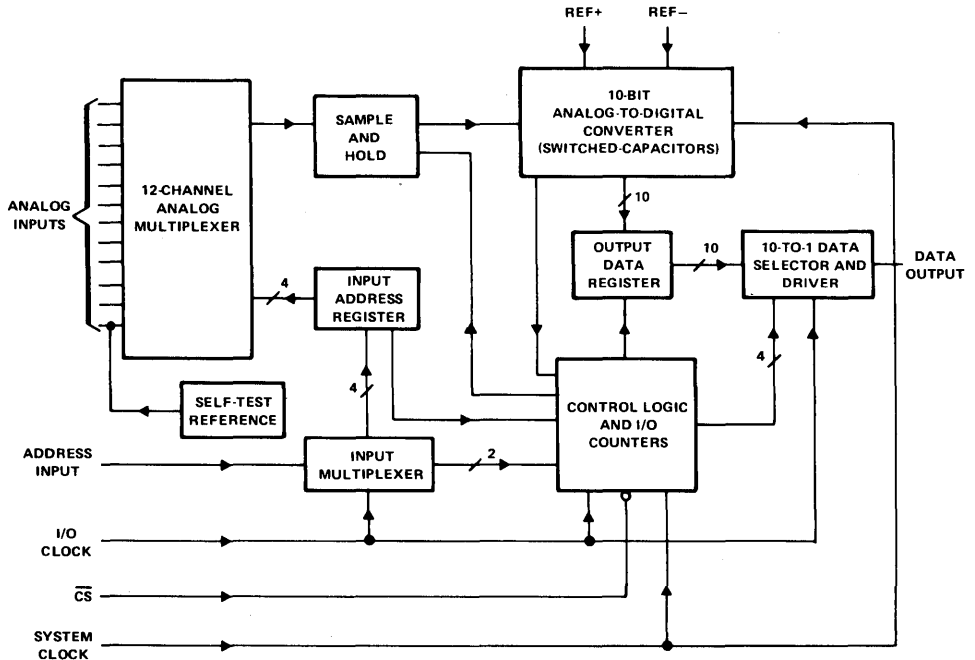 REF+
REF−
10-BIT
ANALOG-TO-DIGITAL
CONVERTER
(SWITCHED-CAPACITORS)
SAMPLE
AND
HOLD
12-CHANNEL
ANALOG
MULTIPLEXER
ANALOG
INPUTS
10
OUTPUT
DATA
REGISTER
10
10-TO-1 DATA
SELECTOR AND
DRIVER
DATA
OUTPUT
4
INPUT
ADDRESS
REGISTER
4
4
SELF-TEST
REFERENCE
CONTROL LOGIC
AND I/O
COUNTERS
ADDRESS
INPUT
INPUT
MULTIPLEXER
2
I/O
CLOCK
C̅S̅
SYSTEM
CLOCK